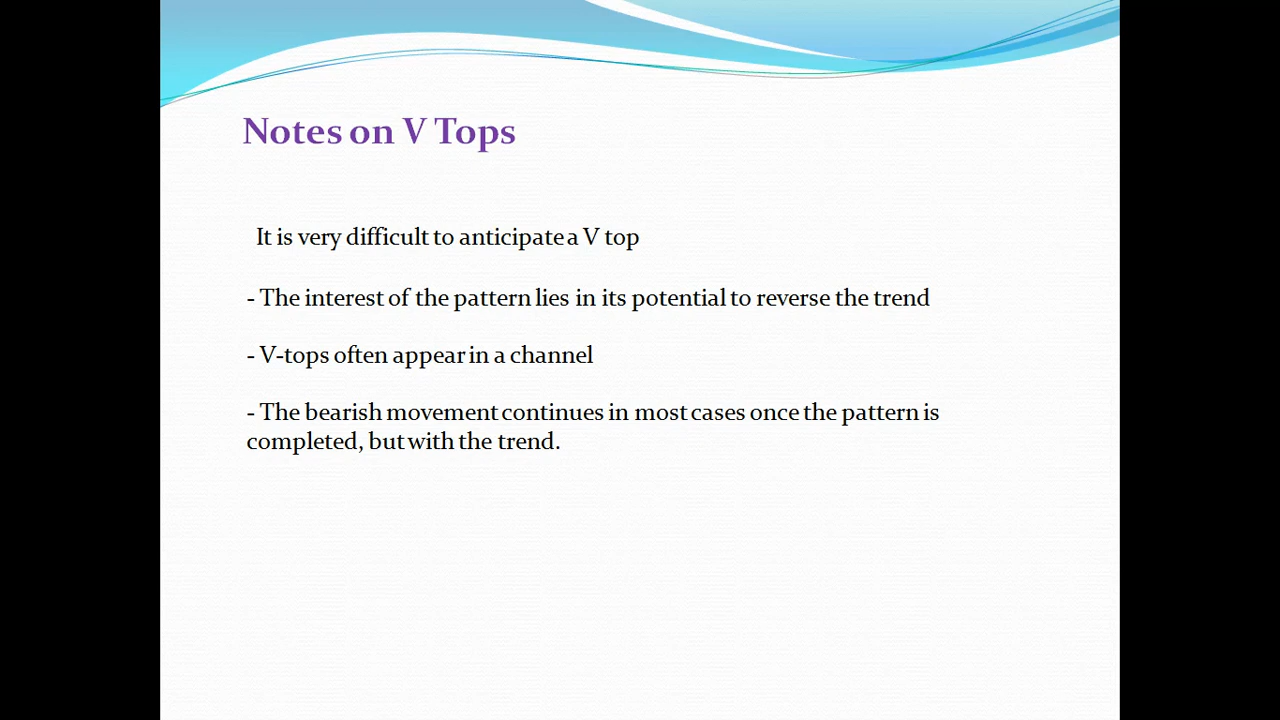 Notes on V Tops
It is very difficult to anticipate a V top
- The interest of the pattern lies in its potential to reverse the trend
- V-tops often appear in a channel
- The bearish movement continues in most cases once the pattern is
completed, but with the trend.